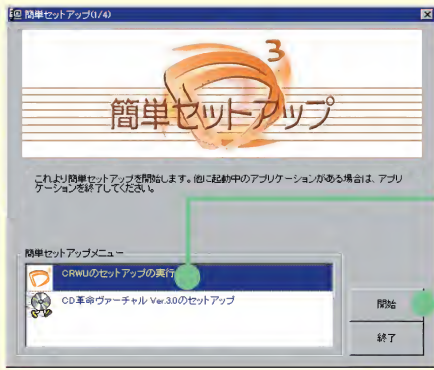 簡単セットアップ(1/4)
3
簡単セットアップ
これより簡単セットアップを開始します。他に起動中のアプリケーションがある場合は、アプリ
ケーションを終了してください。
簡単セットアップメニュー
CRWUのセットアップの実行
CD革命ヴァーチャル Ver.3.0のセットアップ
開始
終了